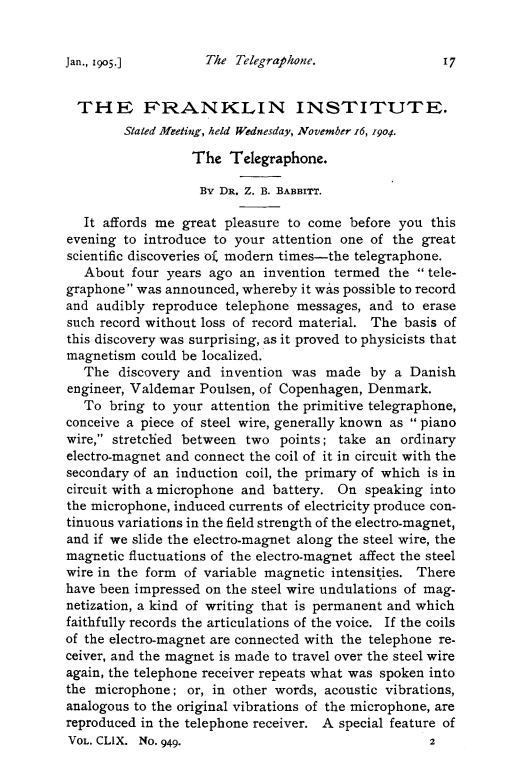 Jan., 1905.] The Telegraphone. 17
THE FRANKLIN INSTITUTE.
Stated Meeting, held Wednesday, November 16, 1904.
The Telegraphone.
BY DR. Z. B. BABBITT.
It affords me great pleasure to come before you this
evening to introduce to your attention one of the great
scientific discoveries of modern times—the telegraphone.
About four years ago an invention termed the “tele-
graphone” was announced, whereby it was possible to record
and audibly reproduce telephone messages, and to erase
such record without loss of record material. The basis of
this discovery was surprising, as it proved to physicists that
magnetism could be localized.
The discovery and invention was made by a Danish
engineer, Valdemar Poulsen, of Copenhagen, Denmark.
To bring to your attention the primitive telegraphone,
conceive a piece of steel wire, generally known as “piano
wire,” stretched between two points; take an ordinary
electro-magnet and connect the coil of it in circuit with the
secondary of an induction coil, the primary of which is in
circuit with a microphone and battery. On speaking into
the microphone, induced currents of electricity produce con-
tinuous variations in the field strength of the electro-magnet,
and if we slide the electro-magnet along the steel wire, the
magnetic fluctuations of the electro-magnet affect the steel
wire in the form of variable magnetic intensities. There
have been impressed on the steel wire undulations of mag-
netization, a kind of writing that is permanent and which
faithfully records the articulations of the voice. If the coils
of the electro-magnet are connected with the telephone re-
ceiver, and the magnet is made to travel over the steel wire
again, the telephone receiver repeats what was spoken into
the microphone; or, in other words, acoustic vibrations,
analogous to the original vibrations of the microphone, are
reproduced in the telephone receiver. A special feature of
VOL. CLIX. No. 949. 2